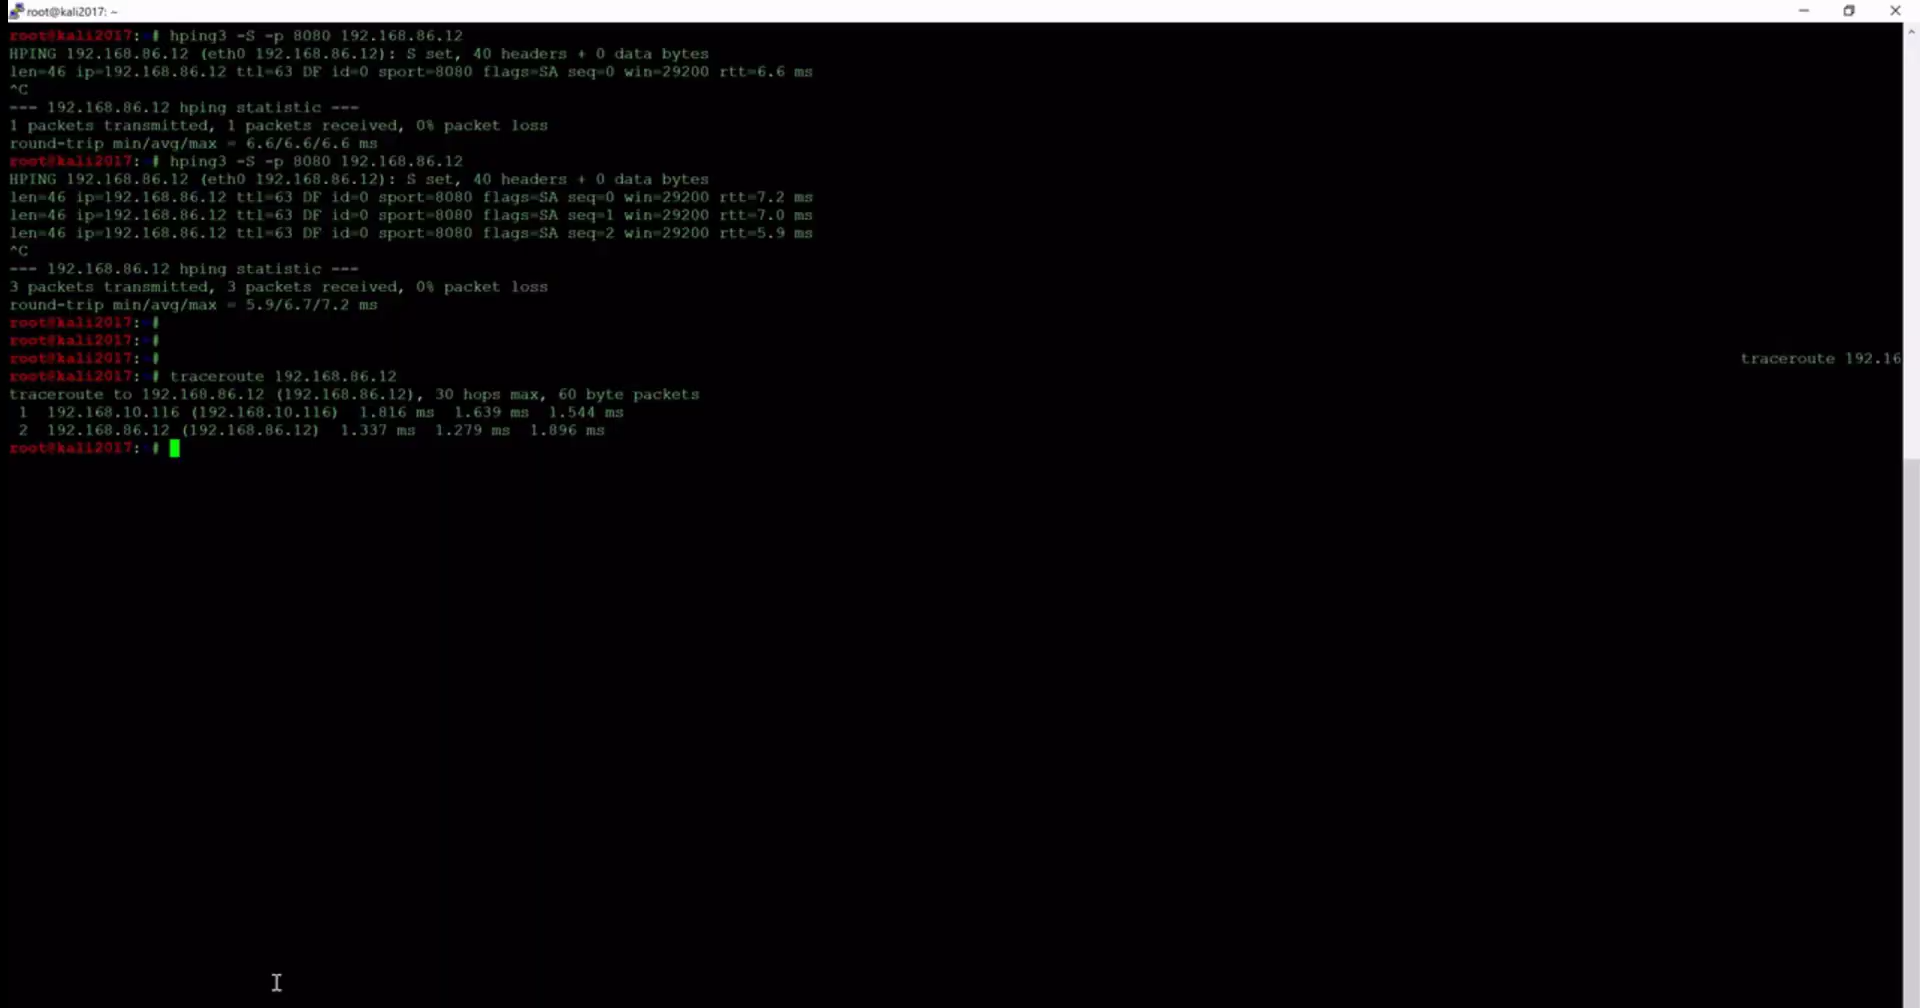 root@kali2017: ~
root@kali2017:~# hping3 -S -p 8080 192.168.86.12
HPING 192.168.86.12 (eth0 192.168.86.12): S set, 40 headers + 0 data bytes
len=46 ip=192.168.86.12 ttl=63 DF id=0 sport=8080 flags=SA seq=0 win=29200 rtt=6.6 ms
^C
--- 192.168.86.12 hping statistic ---
1 packets transmitted, 1 packets received, 0% packet loss
round-trip min/avg/max = 6.6/6.6/6.6 ms
root@kali2017:~# hping3 -S -p 8080 192.168.86.12
HPING 192.168.86.12 (eth0 192.168.86.12): S set, 40 headers + 0 data bytes
len=46 ip=192.168.86.12 ttl=63 DF id=0 sport=8080 flags=SA seq=0 win=29200 rtt=7.2 ms
len=46 ip=192.168.86.12 ttl=63 DF id=0 sport=8080 flags=SA seq=1 win=29200 rtt=7.0 ms
len=46 ip=192.168.86.12 ttl=63 DF id=0 sport=8080 flags=SA seq=2 win=29200 rtt=5.9 ms
^C
--- 192.168.86.12 hping statistic ---
3 packets transmitted, 3 packets received, 0% packet loss
round-trip min/avg/max = 5.9/6.7/7.2 ms
root@kali2017:~#
root@kali2017:~#
root@kali2017:~# traceroute 192.16
root@kali2017:~# traceroute 192.168.86.12
traceroute to 192.168.86.12 (192.168.86.12), 30 hops max, 60 byte packets
1 192.168.10.116 (192.168.10.116) 1.816 ms 1.639 ms 1.544 ms
2 192.168.86.12 (192.168.86.12) 1.337 ms 1.279 ms 1.896 ms
root@kali2017:~#